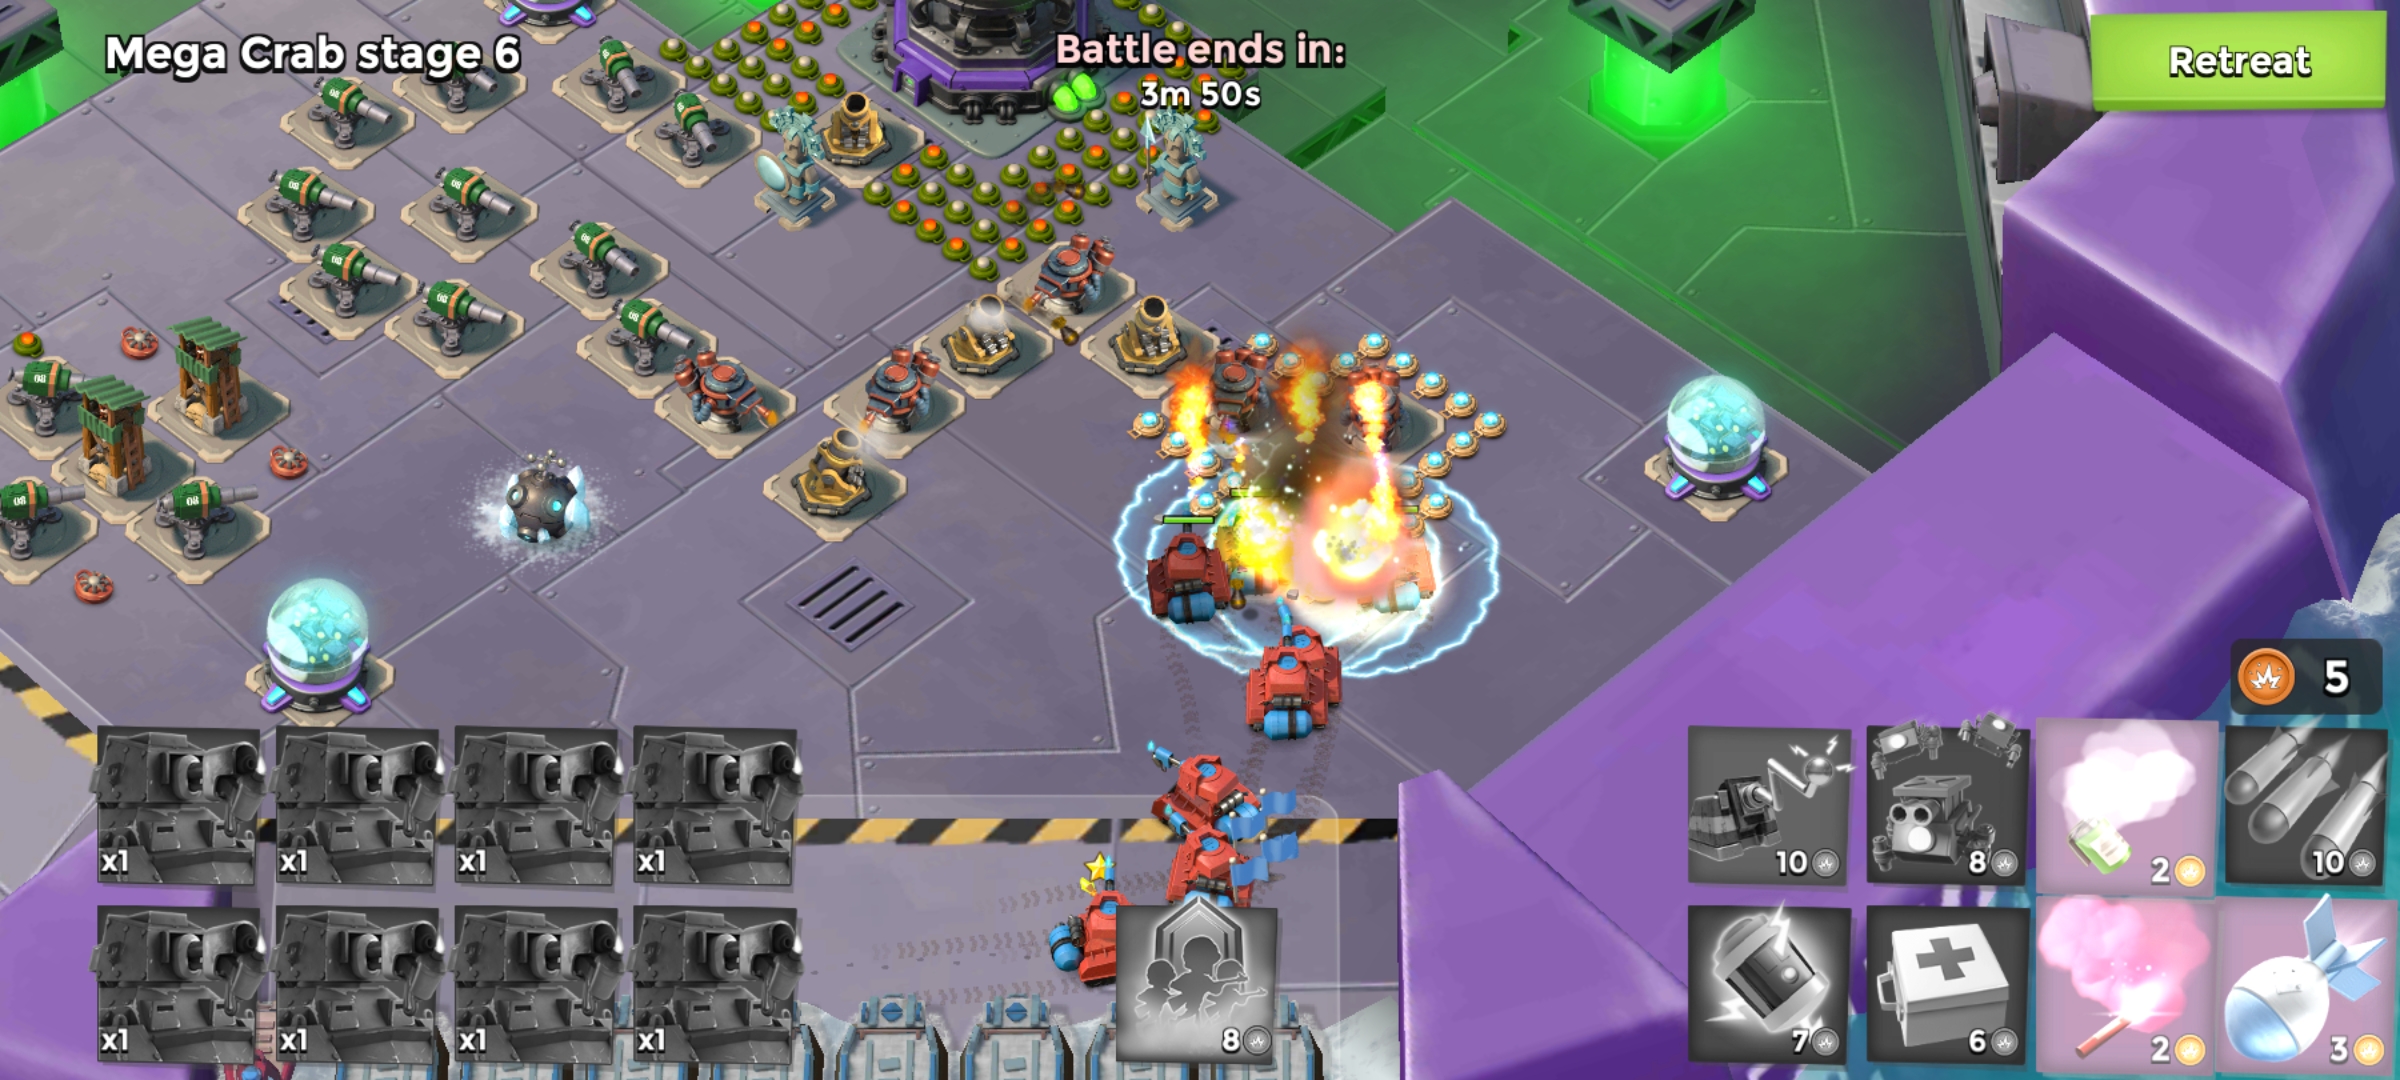 Mega Crab stage 6
Battle ends in:
3m 50s
Retreat
5
x1 x1 x1 x1
10 8 2 10
x1 x1 x1 x1
8
7 6 2 3